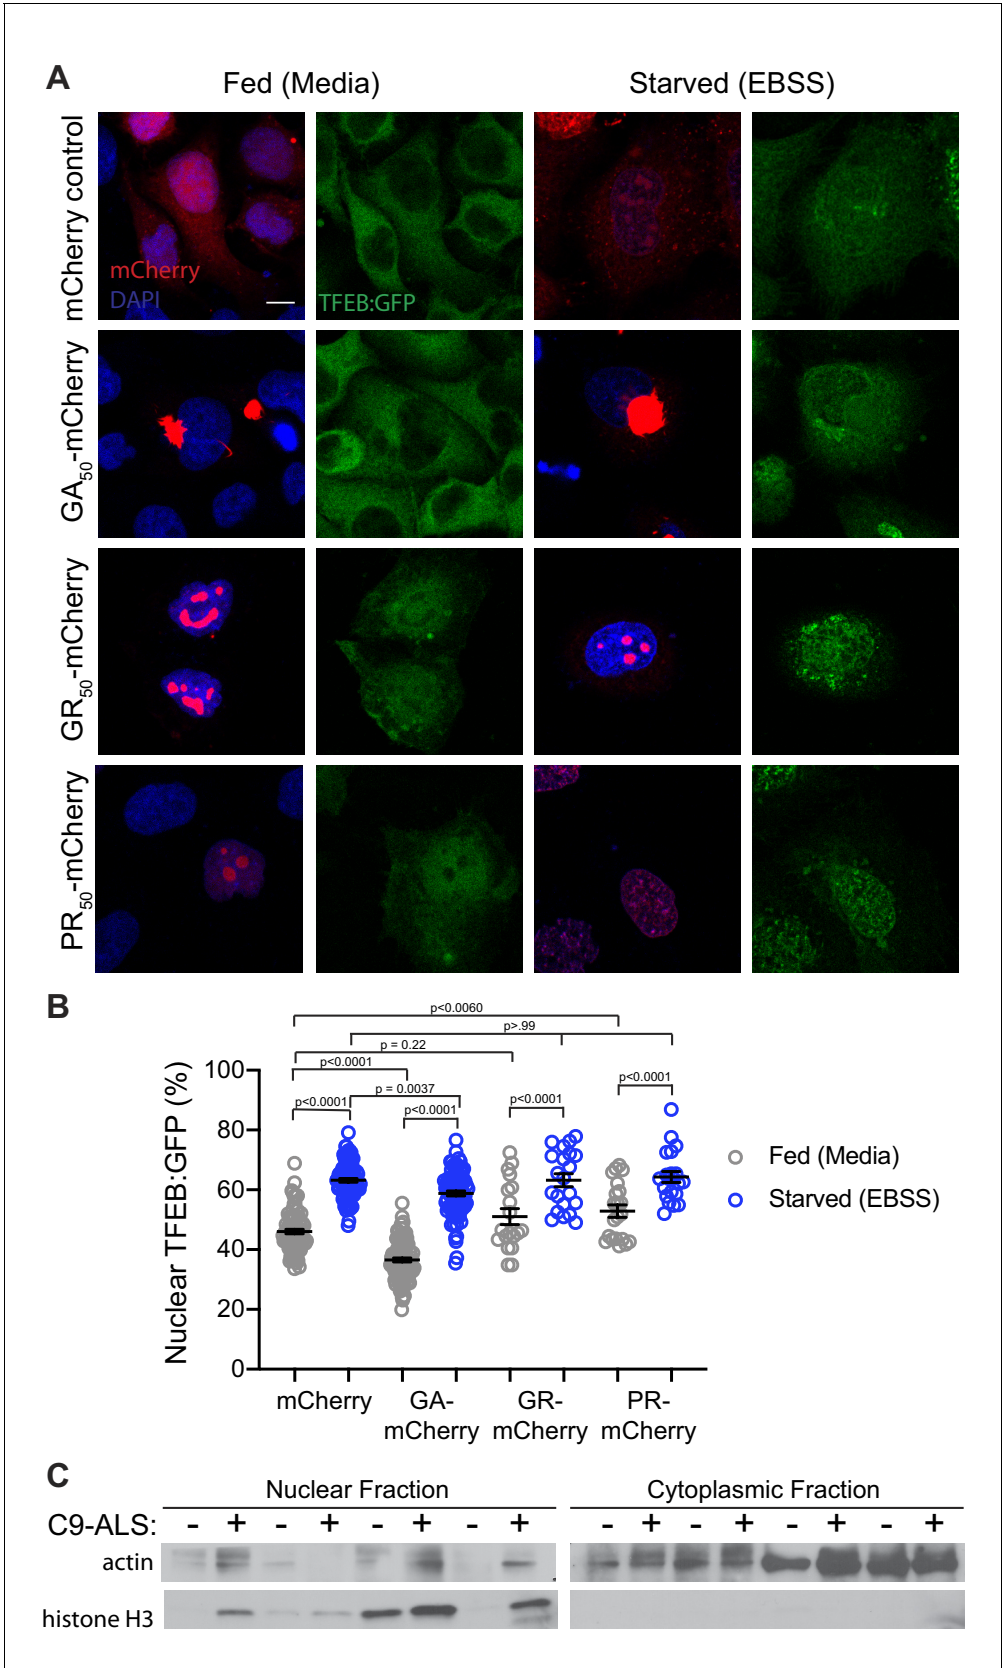 A
Fed (Media)
Starved (EBSS)
mCherry control
mCherry
DAPI
TFEB:GFP
GA50-mCherry
GR50-mCherry
PR50-mCherry
B
p<0.0060
p>.99
p = 0.22
p<0.0001
p = 0.0037
p<0.0001
p<0.0001
p<0.0001
p<0.0001
Nuclear TFEB:GFP (%)
100
80
60
40
20
0
Fed (Media)
Starved (EBSS)
mCherry
GA-
mCherry
GR-
mCherry
PR-
mCherry
C
Nuclear Fraction
Cytoplasmic Fraction
C9-ALS: - + - + - + - + - + - + - + - +
actin
histone H3